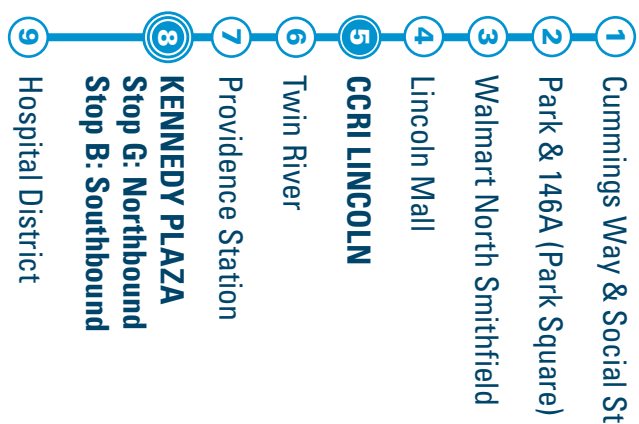 1 Cummings Way & Social St
2 Park & 146A (Park Square)
3 Walmart North Smithfield
4 Lincoln Mall
5 CCRI LINCOLN
6 Twin River
7 Providence Station
8 KENNEDY PLAZA
Stop G: Northbound
Stop B: Southbound
9 Hospital District